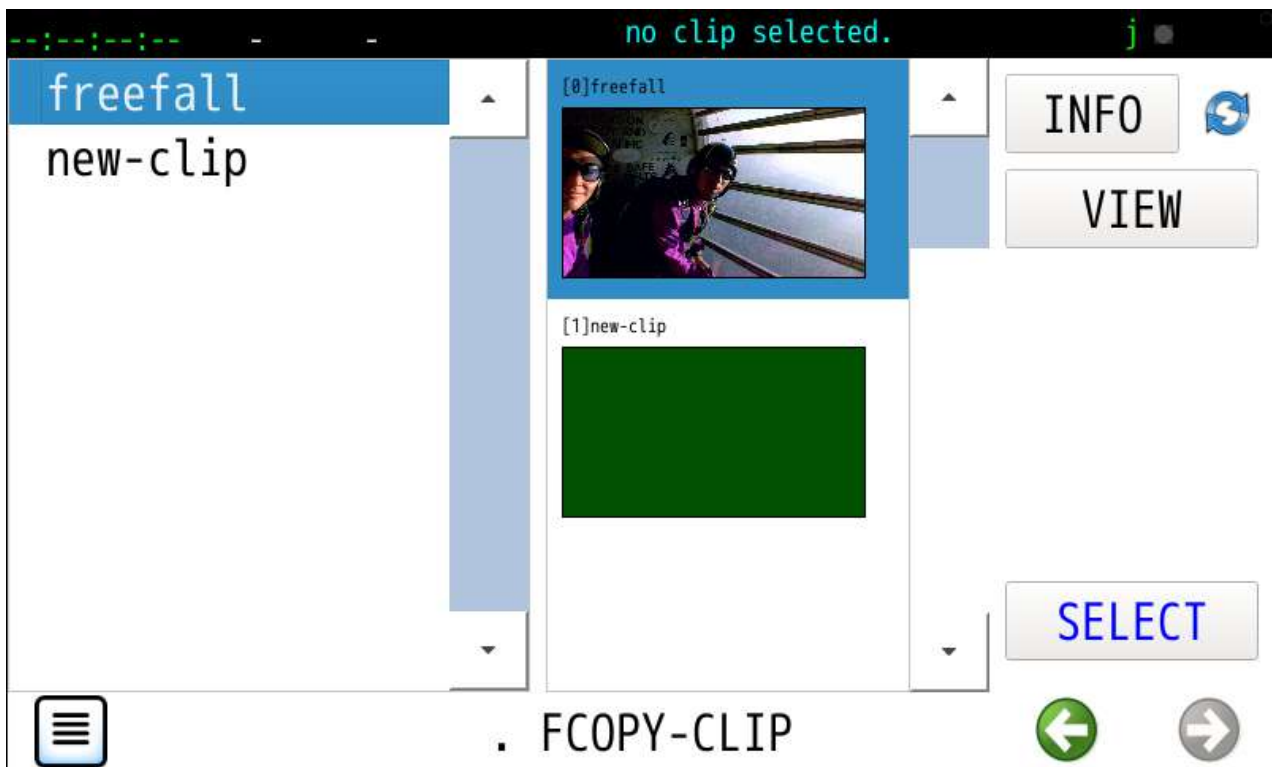 --:--:--:-- - -
no clip selected.
j
freefall
new-clip
[0]freefall
[1]new-clip
INFO
VIEW
SELECT
. FCOPY-CLIP